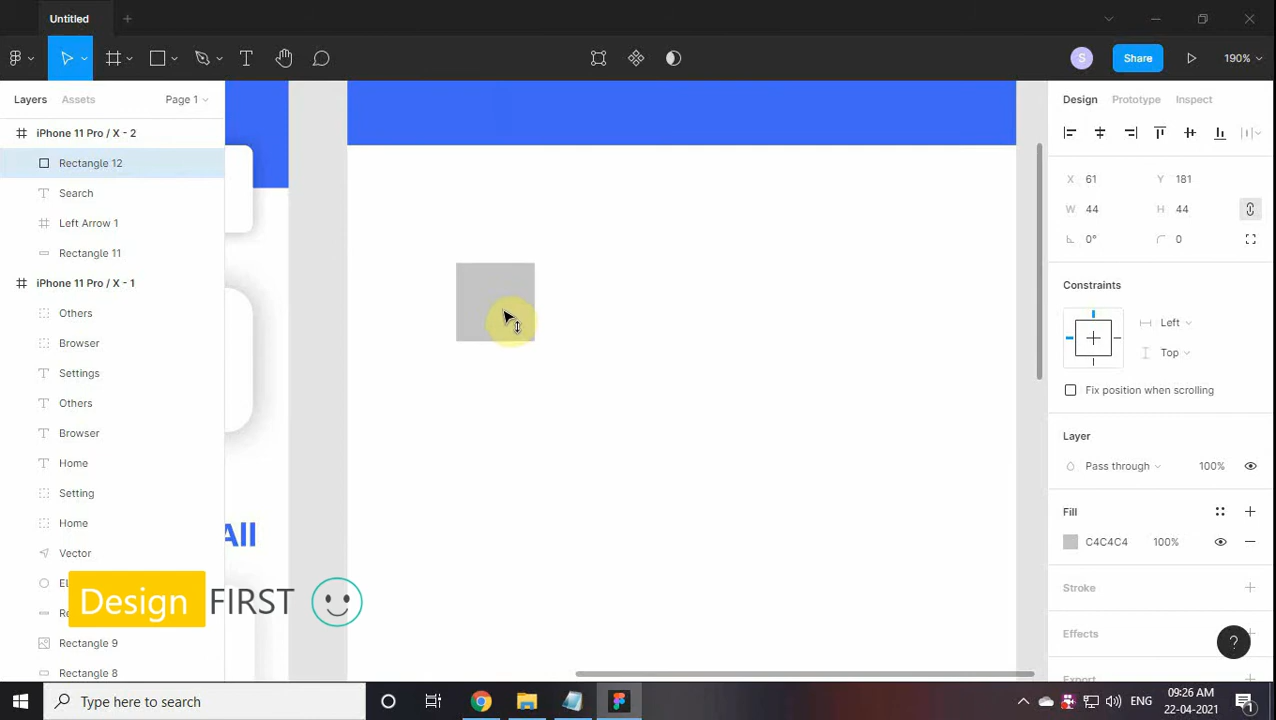 Untitled
Share
190%
Layers
Assets
Page 1
Design
Prototype
Inspect
iPhone 11 Pro / X - 2
Rectangle 12
Search
Left Arrow 1
Rectangle 11
iPhone 11 Pro / X - 1
Others
Browser
Settings
Others
Browser
Home
Setting
Home
Vector
Rectangle 9
Rectangle 8
X 61
Y 181
W 44
H 44
0°
0
Constraints
Left
Top
Fix position when scrolling
Layer
Pass through
100%
Fill
C4C4C4
100%
Stroke
Effects
?
All
Design FIRST
Type here to search
ENG
09:26 AM
22-04-2021